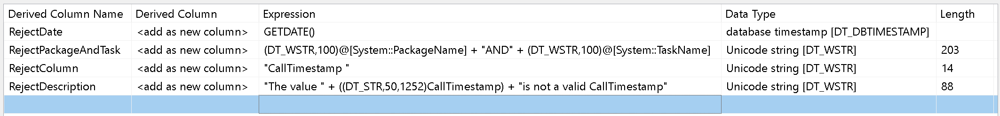 Derived Column Name Derived Column Expression Data Type Length
RejectDate <add as new column> GETDATE() database timestamp [DT_DBTIMESTAMP]
RejectPackageAndTask <add as new column> (DT_WSTR,100)@[System::PackageName] + "AND" + (DT_WSTR,100)@[System::TaskName] Unicode string [DT_WSTR] 203
RejectColumn <add as new column> "CallTimestamp " Unicode string [DT_WSTR] 14
RejectDescription <add as new column> "The value " + ((DT_STR,50,1252)CallTimestamp) + "is not a valid CallTimestamp" Unicode string [DT_WSTR] 88